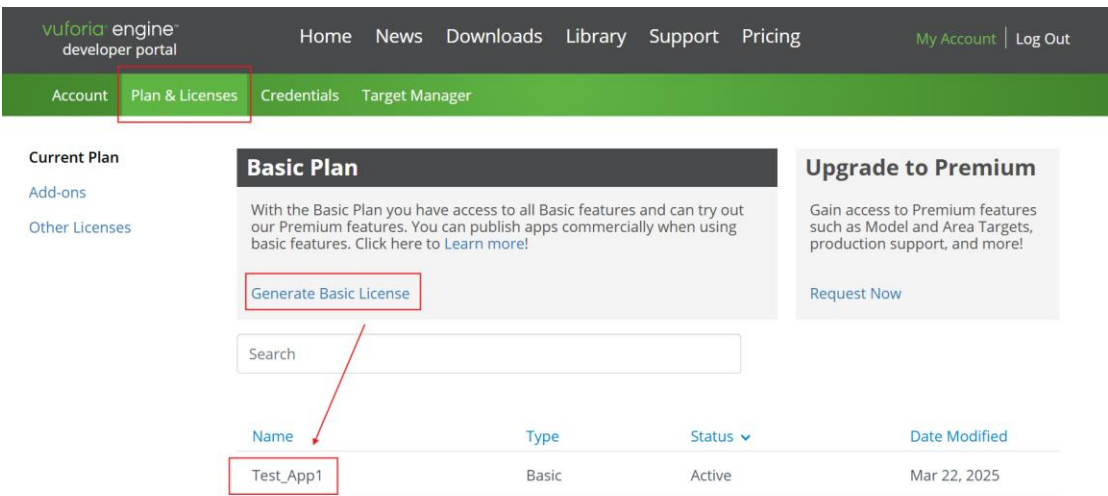 vuforia engine™
developer portal
Home News Downloads Library Support Pricing
My Account | Log Out
Account Plan & Licenses Credentials Target Manager
Current Plan
Add-ons
Other Licenses
Basic Plan
With the Basic Plan you have access to all Basic features and can try out
our Premium features. You can publish apps commercially when using
basic features. Click here to Learn more!
Generate Basic License
Upgrade to Premium
Gain access to Premium features
such as Model and Area Targets,
production support, and more!
Request Now
Search
Name Type Status Date Modified
Test_App1 Basic Active Mar 22, 2025